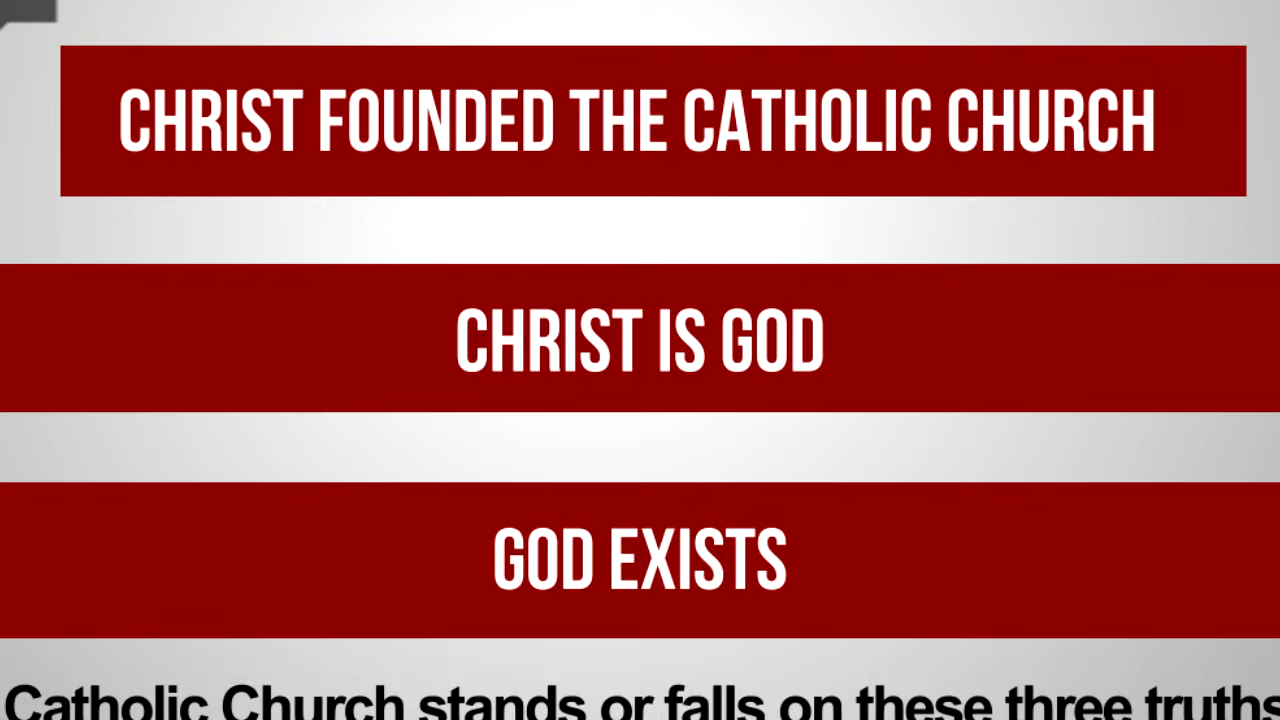 CHRIST FOUNDED THE CATHOLIC CHURCH
CHRIST IS GOD
GOD EXISTS
Catholic Church stands or falls on these three truths